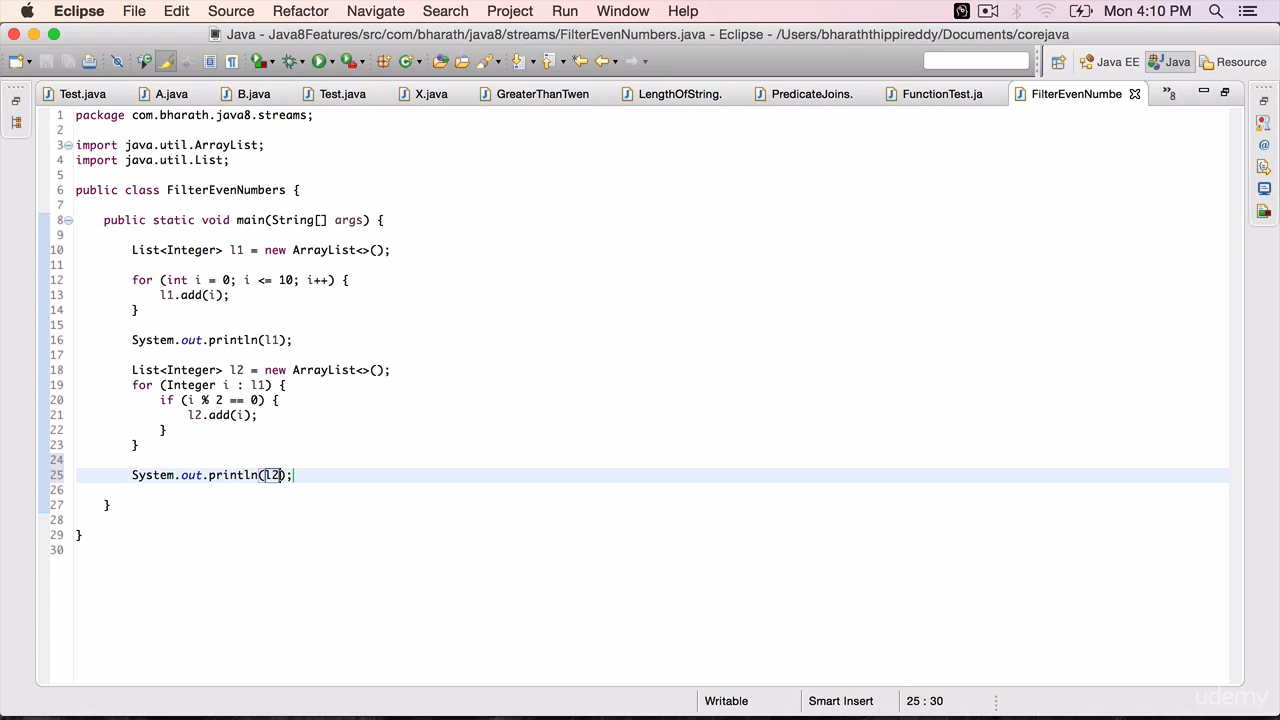 Eclipse File Edit Source Refactor Navigate Search Project Run Window Help Mon 4:10 PM
Java - Java8Features/src/com/bharath/java8/streams/FilterEvenNumbers.java - Eclipse - /Users/bharaththippireddy/Documents/corejava
Java EE Java Resource
Test.java A.java B.java Test.java X.java GreaterThanTwen LengthOfString. PredicateJoins. FunctionTest.ja FilterEvenNumbe »8
1 package com.bharath.java8.streams;
2
3 import java.util.ArrayList;
4 import java.util.List;
5
6 public class FilterEvenNumbers {
7
8 public static void main(String[] args) {
9
10 List<Integer> l1 = new ArrayList<>();
11
12 for (int i = 0; i <= 10; i++) {
13 l1.add(i);
14 }
15
16 System.out.println(l1);
17
18 List<Integer> l2 = new ArrayList<>();
19 for (Integer i : l1) {
20 if (i % 2 == 0) {
21 l2.add(i);
22 }
23 }
24
25 System.out.println(l2);
26
27 }
28
29 }
30
Writable Smart Insert 25 : 30
udemy